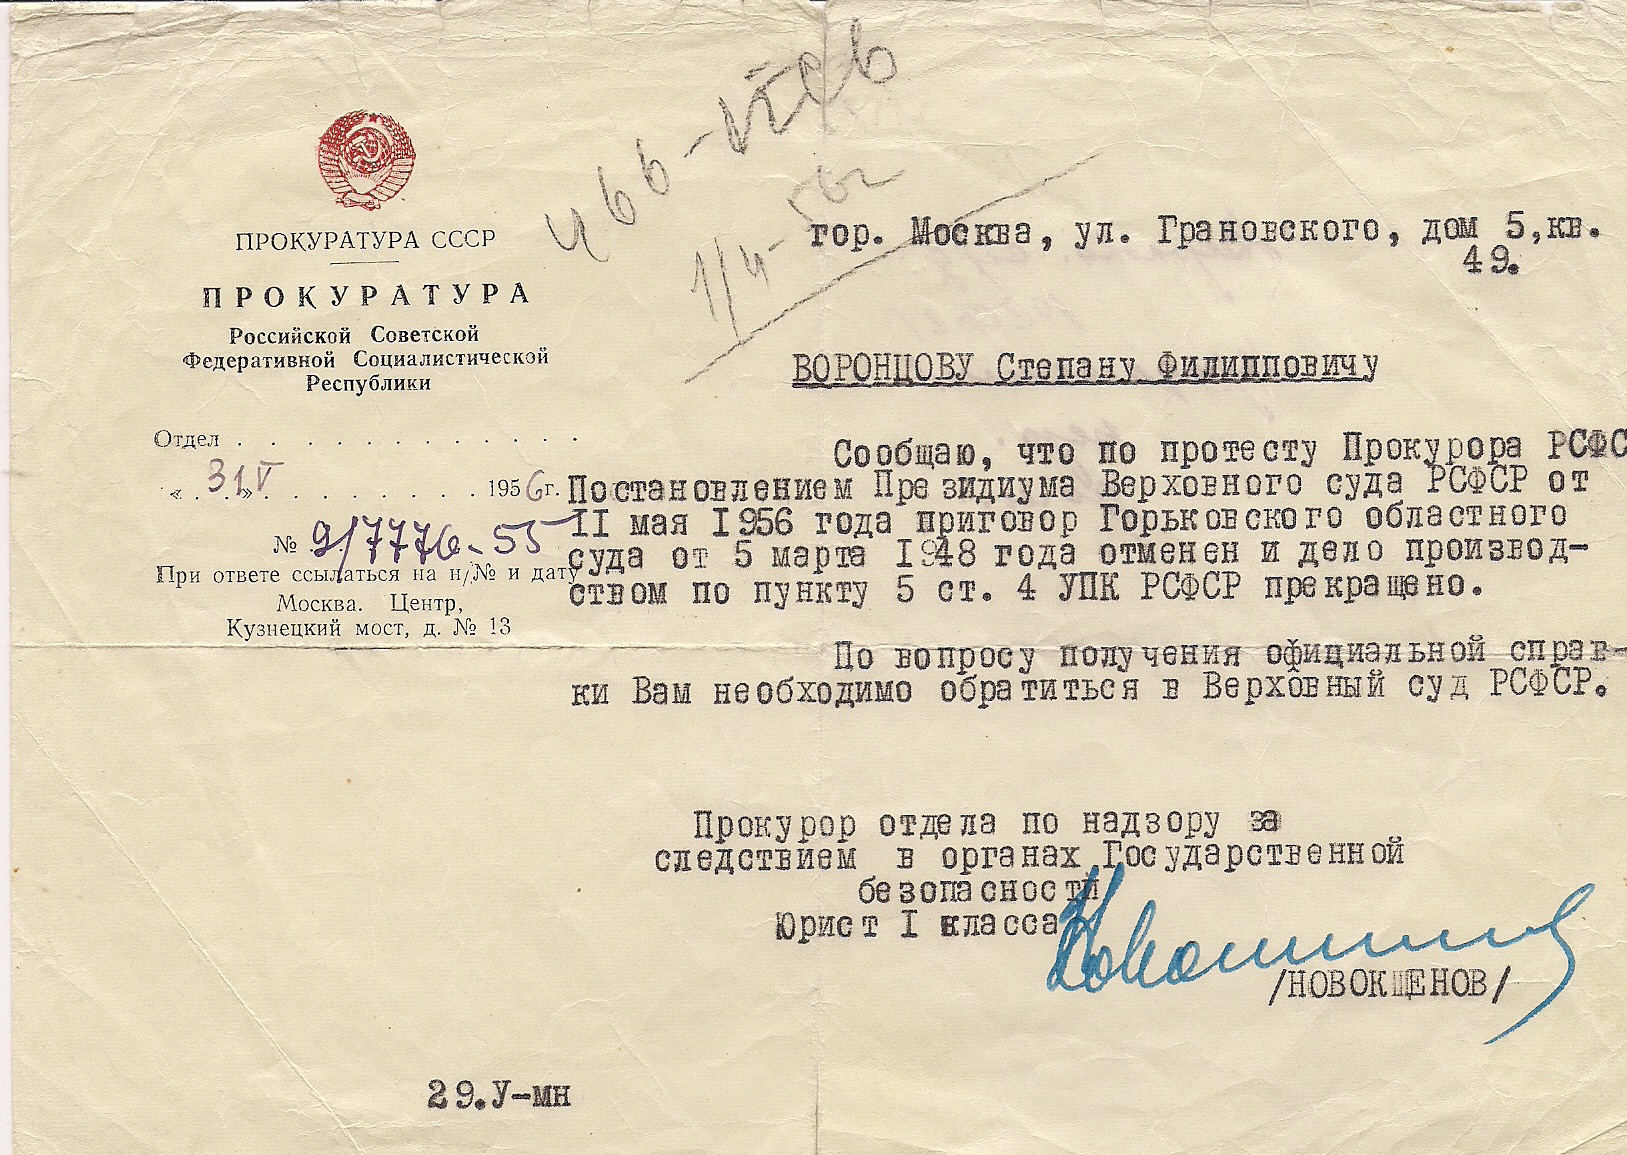 ПРОКУРАТУРА СССР
ПРОКУРАТУРА
Российской Советской
Федеративной Социалистической
Республики
Отдел . . . . . . . . . . . .
«31» V 1956 г.
№ 9/7776-55
При ответе ссылаться на н/№ и дату
Москва. Центр,
Кузнецкий мост, д. № 13
466-
1/4-
гор. Москва, ул. Грановского, дом 5, кв.
49.
ВОРОНЦОВУ Степану Филипповичу
Сообщаю, что по протесту Прокурора РСФС
Постановлением Президиума Верховного суда РСФСР от
II мая I956 года приговор Горьковского областного
суда от 5 марта I948 года отменен и дело производ-
ством по пункту 5 ст. 4 УПК РСФСР прекращено.
По вопросу получения официальной справ-
ки Вам необходимо обратиться в Верховный суд РСФСР.
Прокурор отдела по надзору за
следствием в органах Государственной
безопасности
Юрист I класса
/НОВОКЩЕНОВ/
29.У-мн